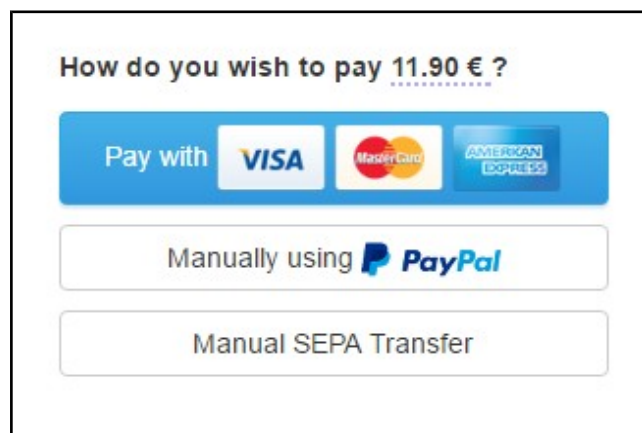 How do you wish to pay 11.90 € ?
Pay with VISA MasterCard AMERICAN EXPRESS
Manually using PayPal
Manual SEPA Transfer